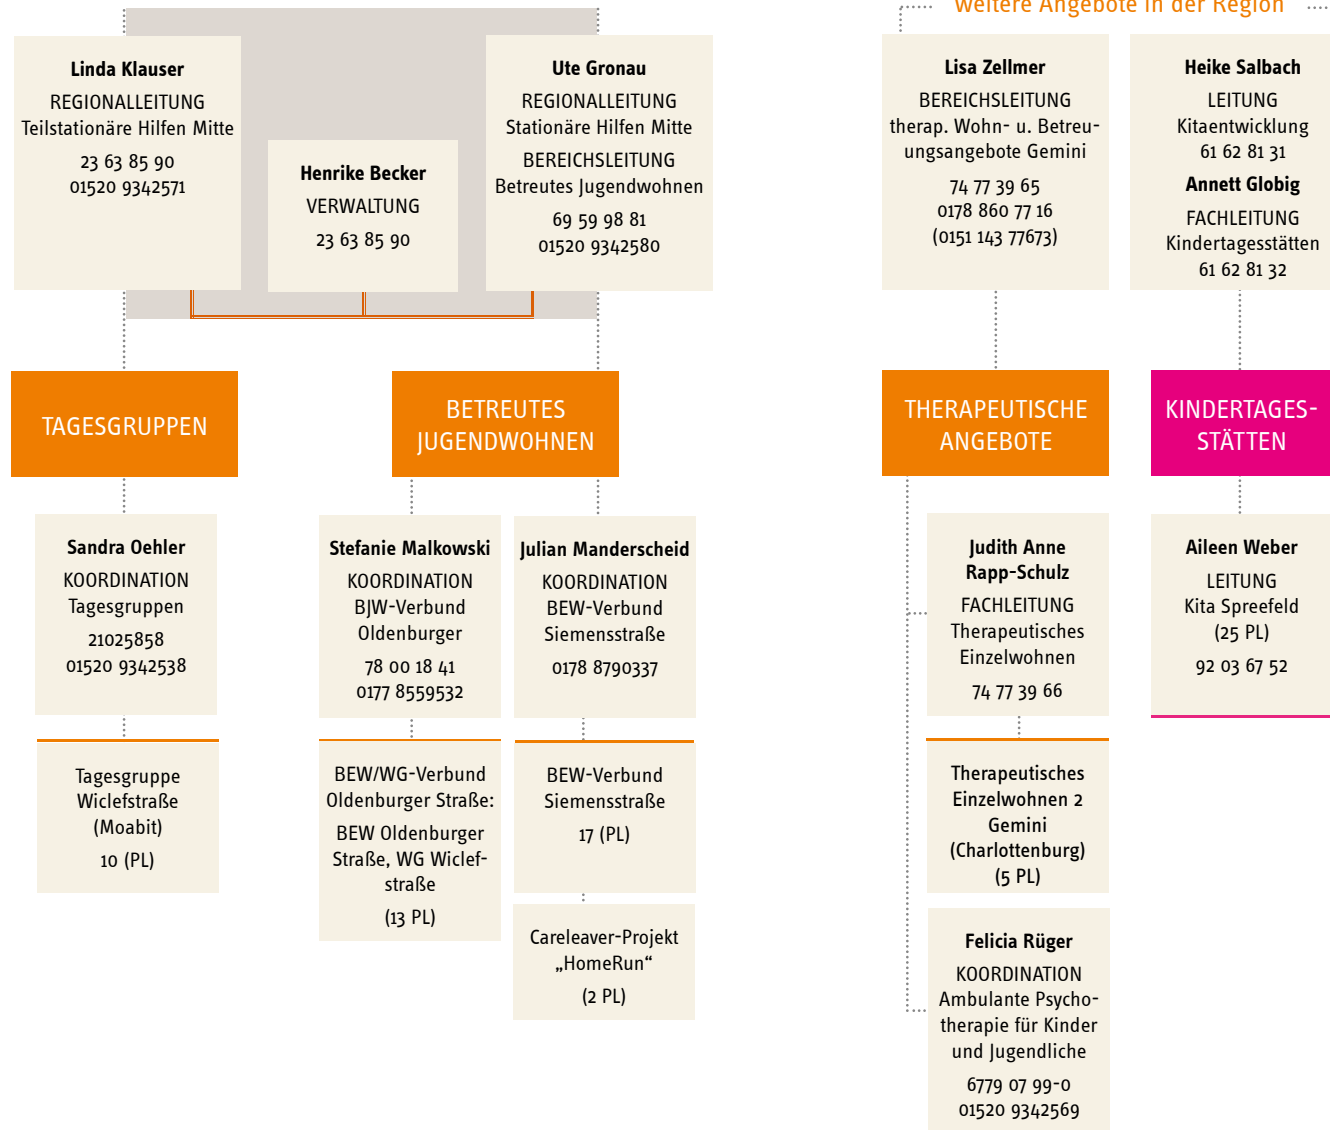 Weitere Angebote in der Region
Linda Klauser
REGIONALLEITUNG
Teilstationäre Hilfen Mitte
23 63 85 90
01520 9342571
Henrike Becker
VERWALTUNG
23 63 85 90
Ute Gronau
REGIONALLEITUNG
Stationäre Hilfen Mitte
BEREICHSLEITUNG
Betreutes Jugendwohnen
69 59 98 81
01520 9342580
Lisa Zellmer
BEREICHSLEITUNG
therap. Wohn- u. Betreu-
ungsangebote Gemini
74 77 39 65
0178 860 77 16
(0151 143 77673)
Heike Salbach
LEITUNG
Kitaentwicklung
61 62 81 31
Annett Globig
FACHLEITUNG
Kindertagesstätten
61 62 81 32
TAGESGRUPPEN
BETREUTES
JUGENDWOHNEN
THERAPEUTISCHE
ANGEBOTE
KINDERTAGES-
STÄTTEN
Sandra Oehler
KOORDINATION
Tagesgruppen
21025858
01520 9342538
Tagesgruppe
Wiclefstraße
(Moabit)
10 (PL)
Stefanie Malkowski
KOORDINATION
BJW-Verbund
Oldenburger
78 00 18 41
0177 8559532
BEW/WG-Verbund
Oldenburger Straße:
BEW Oldenburger
Straße, WG Wiclef-
straße
(13 PL)
Julian Manderscheid
KOORDINATION
BEW-Verbund
Siemensstraße
0178 8790337
BEW-Verbund
Siemensstraße
17 (PL)
Careleaver-Projekt
„HomeRun“
(2 PL)
Judith Anne
Rapp-Schulz
FACHLEITUNG
Therapeutisches
Einzelwohnen
74 77 39 66
Therapeutisches
Einzelwohnen 2
Gemini
(Charlottenburg)
(5 PL)
Felicia Rüger
KOORDINATION
Ambulante Psycho-
therapie für Kinder
und Jugendliche
6779 07 99-0
01520 9342569
Aileen Weber
LEITUNG
Kita Spreefeld
(25 PL)
92 03 67 52